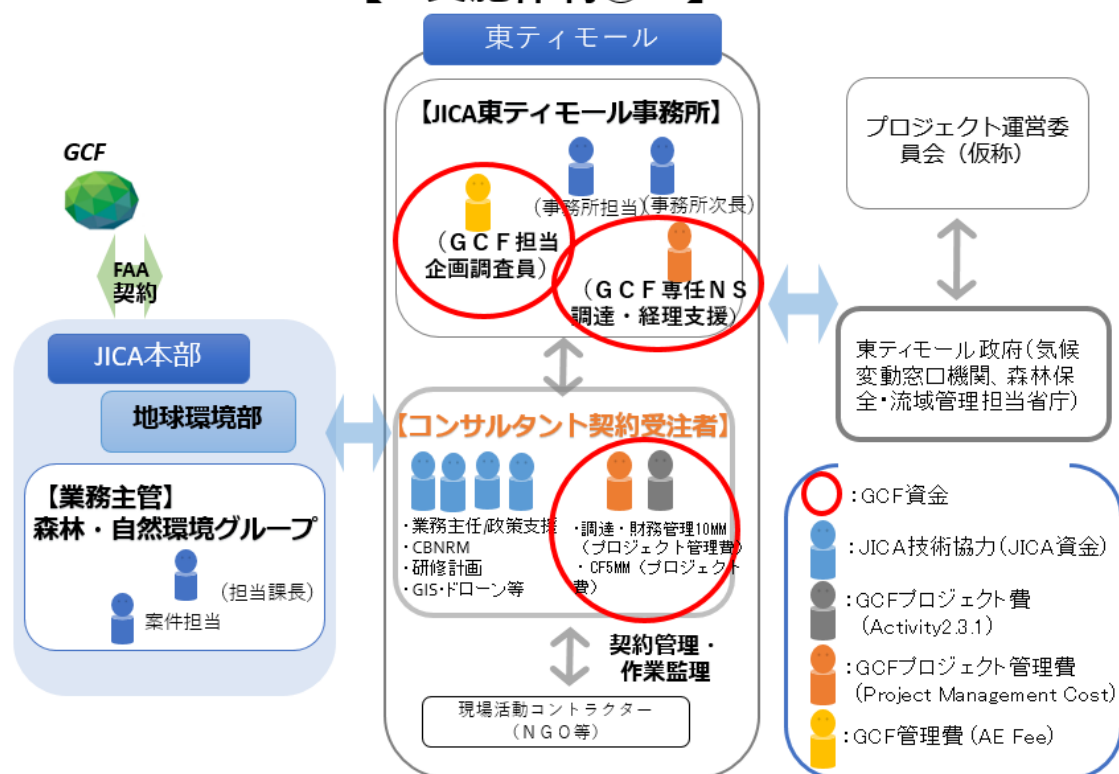 東ティモール
【JICA東ティモール事務所】
(事務所担当)
(事務所次長)
(GCF担当
企画調査員)
(GCF専任NS
調達・経理支援)
プロジェクト運営委
員会（仮称）
GCF
FAA
契約
JICA本部
地球環境部
【業務主管】
森林・自然環境グループ
(担当課長)
案件担当
【コンサルタント契約受注者】
・業務主任/政策支援
・CBNRM
・研修計画
・GIS・ドローン等
・調達・財務管理10MM
（プロジェクト管理費）
・CF5MM（プロジェクト
費）
契約管理・
作業監理
現場活動コントラクター
（ＮＧＯ等）
東ティモール政府(気候
変動窓口機関、森林保
全・流域管理担当省庁)
:GCF資金
:JICA技術協力(JICA資金)
:GCFプロジェクト費
(Activity2.3.1)
:GCFプロジェクト管理費
(Project Management Cost)
:GCF管理費 (AE Fee)